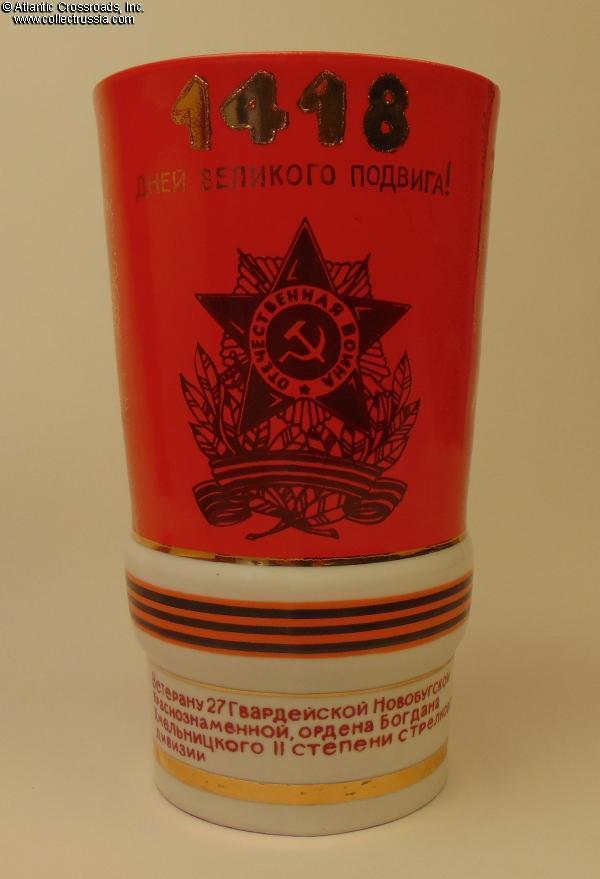 © Atlantic Crossroads, Inc.
www.collectrussia.com
1418
ДНЕЙ ВЕЛИКОГО ПОДВИГА!
ОТЕЧЕСТВЕННАЯ ВОЙНА
Ветерану 27 Гвардейской Новобугской
Краснознаменной, ордена Богдана
Хмельницкого II степени стрелков
дивизии